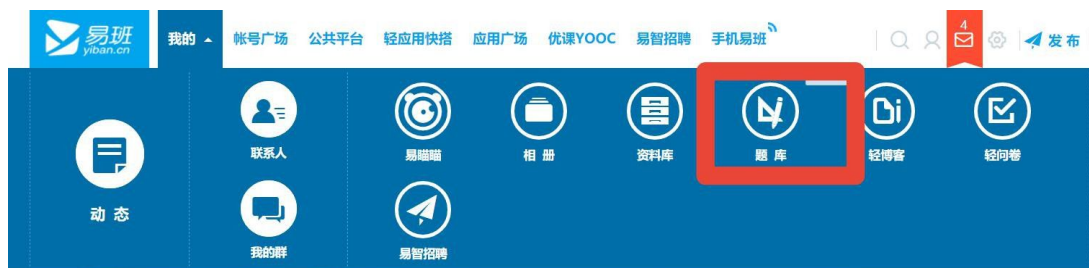 易班
yiban.cn
我的 帐号广场 公共平台 轻应用快搭 应用广场 优课YOOC 易智招聘 手机易班 4 发布
联系人 易瞄瞄 相册 资料库 题库 轻博客 轻问卷
动态
我的群 易智招聘